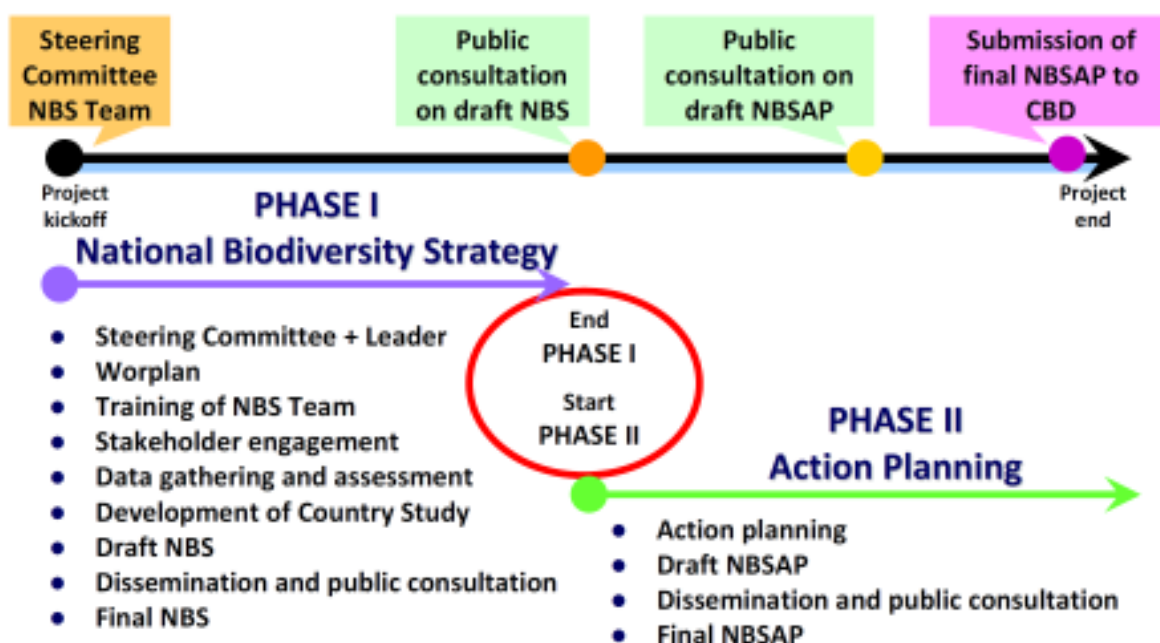 Steering
Committee
NBS Team
Public
consultation
on draft NBS
Public
consultation on
draft NBSAP
Submission of
final NBSAP to
CBD
Project
kickoff
Project
end
PHASE I
National Biodiversity Strategy
• Steering Committee + Leader
• Worplan
• Training of NBS Team
• Stakeholder engagement
• Data gathering and assessment
• Development of Country Study
• Draft NBS
• Dissemination and public consultation
• Final NBS
End
PHASE I
Start
PHASE II
PHASE II
Action Planning
• Action planning
• Draft NBSAP
• Dissemination and public consultation
• Final NBSAP